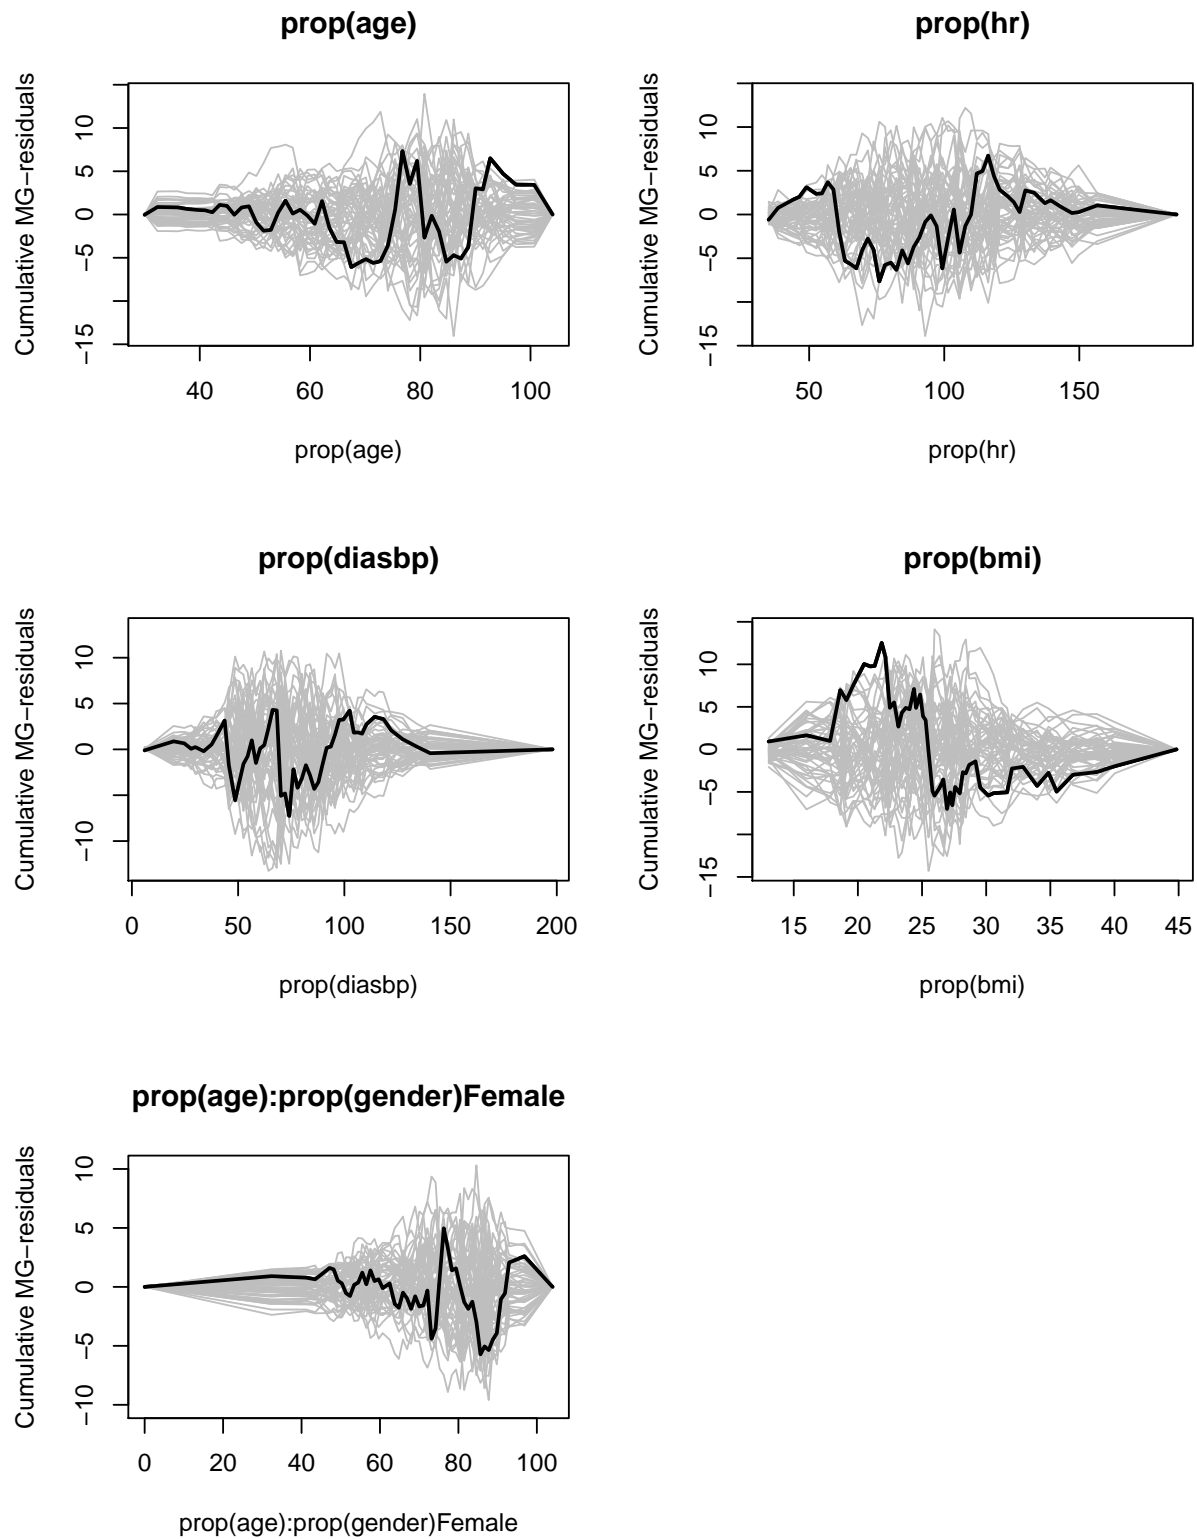 prop(age)
Cumulative MG−residuals
10
5
0
−5
−15
40 60 80 100
prop(age)
prop(hr)
Cumulative MG−residuals
10
5
0
−5
−15
50 100 150
prop(hr)
prop(diasbp)
Cumulative MG−residuals
10
5
0
−10
0 50 100 150 200
prop(diasbp)
prop(bmi)
Cumulative MG−residuals
10
5
0
−5
−15
15 20 25 30 35 40 45
prop(bmi)
prop(age):prop(gender)Female
Cumulative MG−residuals
10
5
0
−5
−10
0 20 40 60 80 100
prop(age):prop(gender)Female